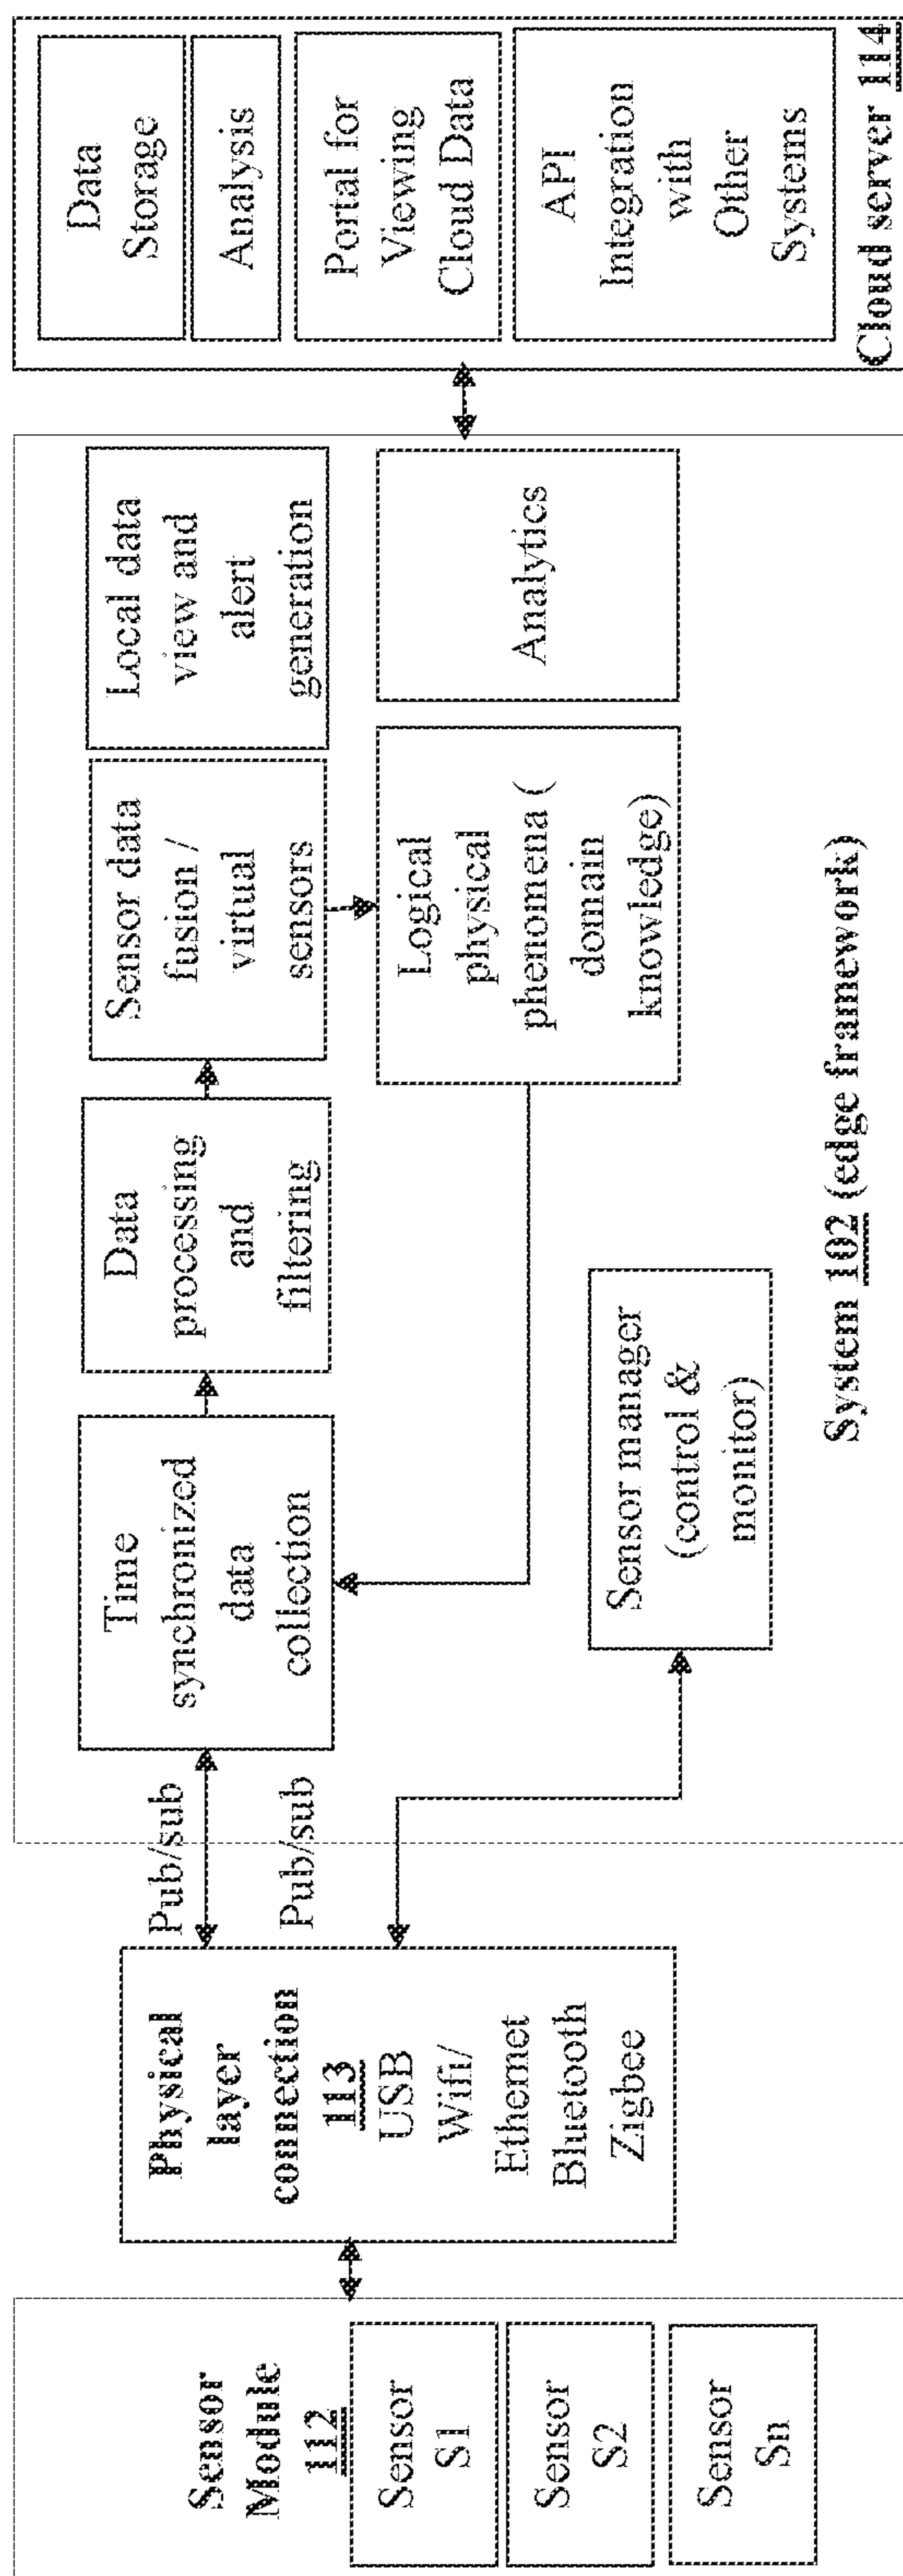 Sensor
Module
112
Sensor
S1
Sensor
S2
Sensor
Sn
Physical
layer
connection
113
USB
Wifi/
Ethernet
Bluetooth
Zigbee
Pub/sub
Pub/sub
Time
synchronized
data
collection
Data
processing
and
filtering
Sensor data
fusion /
virtual
sensors
Local data
view and
alert
generation
Logical
physical
phenomena (
domain
knowledge)
Analytics
Sensor manager
(control &
monitor)
System 102 (edge framework)
Data
Storage
Analysis
Portal for
Viewing
Cloud Data
API
Integration
with
Other
Systems
Cloud server 114